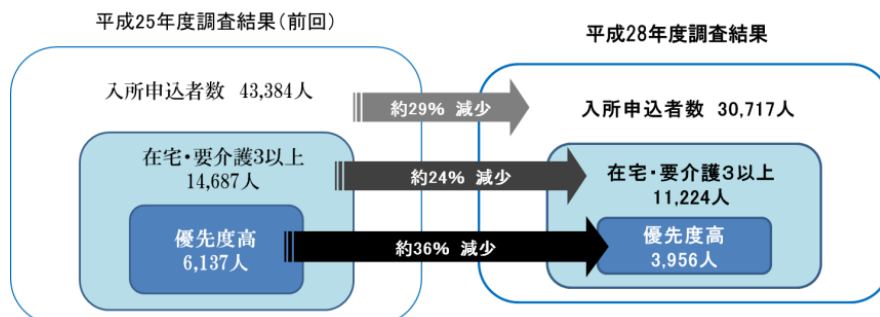 平成25年度調査結果（前回）
入所申込者数 43,384人
在宅・要介護3以上
14,687人
優先度高
6,137人
約29% 減少
約24% 減少
約36% 減少
平成28年度調査結果
入所申込者数 30,717人
在宅・要介護３以上
11,224人
優先度高
3,956人